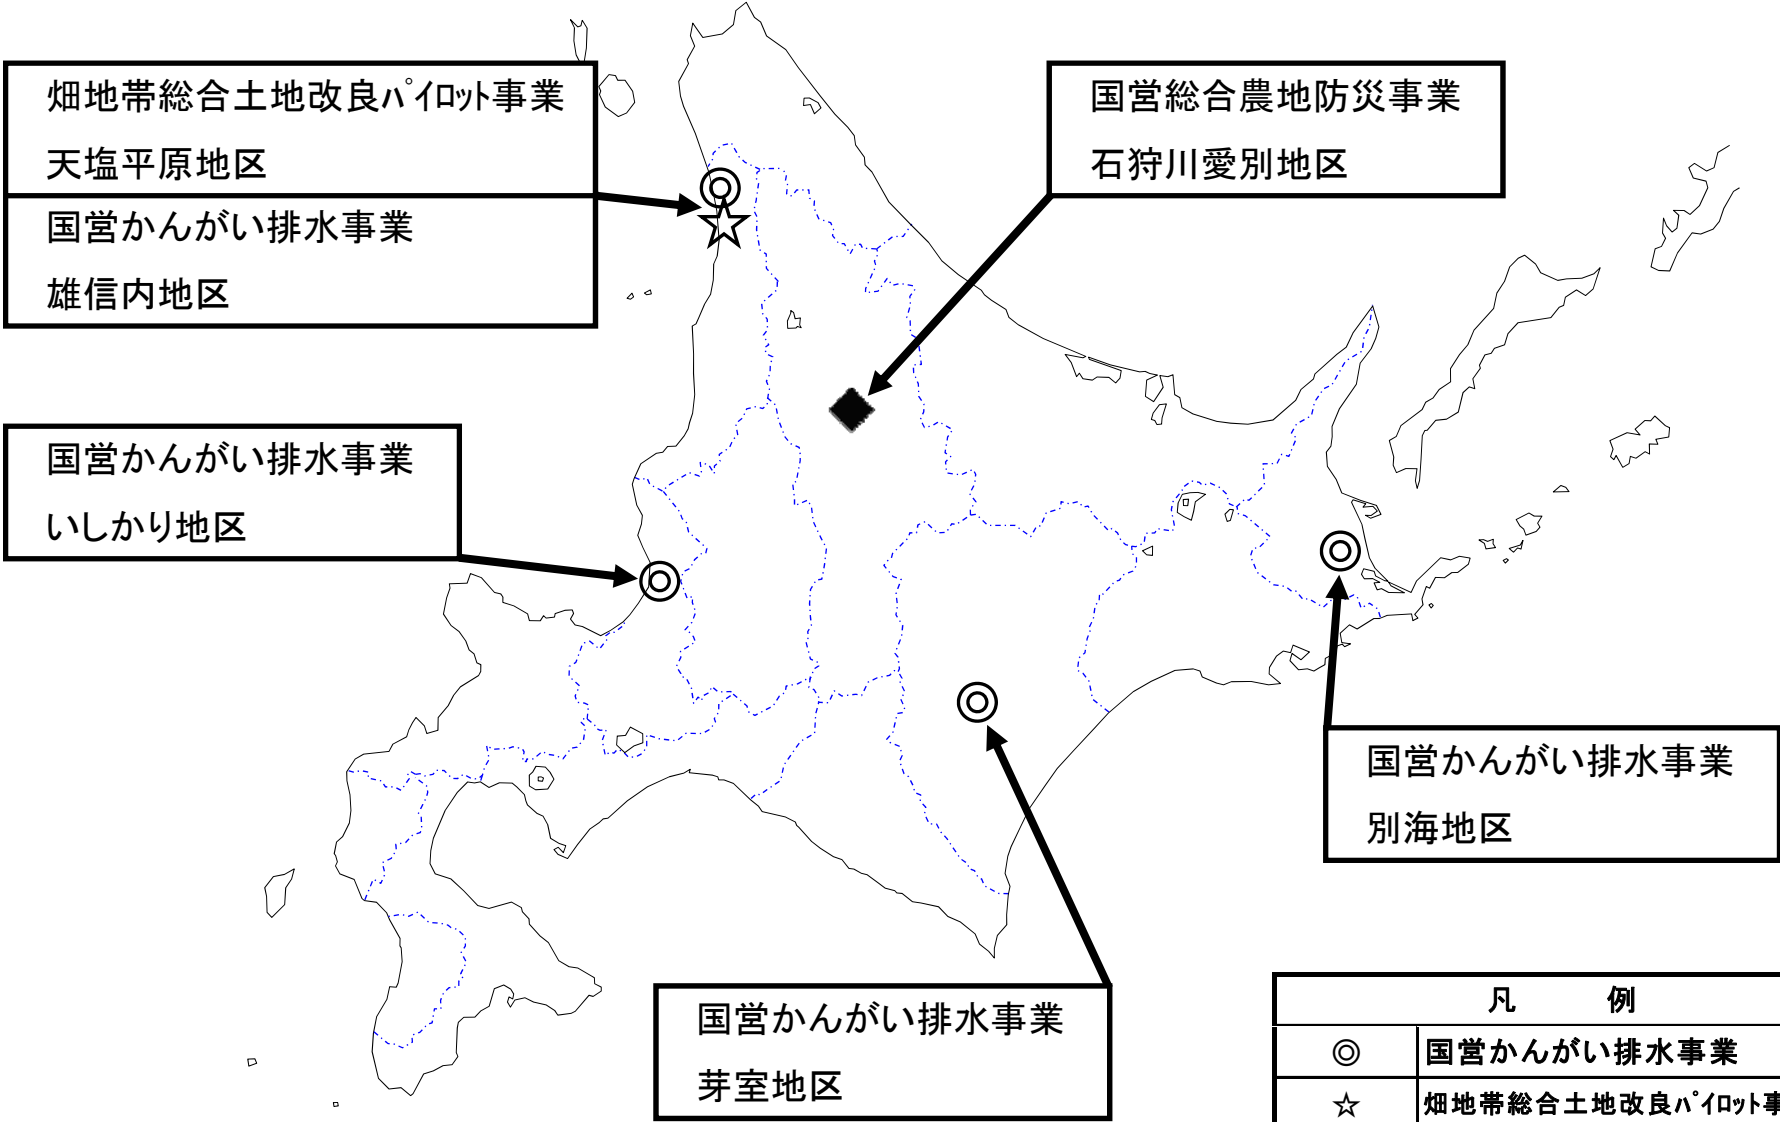 畑地帯総合土地改良ﾊﾟｲﾛｯﾄ事業
天塩平原地区
国営かんがい排水事業
雄信内地区
国営総合農地防災事業
石狩川愛別地区
国営かんがい排水事業
いしかり地区
国営かんがい排水事業
別海地区
国営かんがい排水事業
芽室地区
凡 例
◎ 国営かんがい排水事業
☆ 畑地帯総合土地改良ﾊﾟｲﾛｯﾄ事